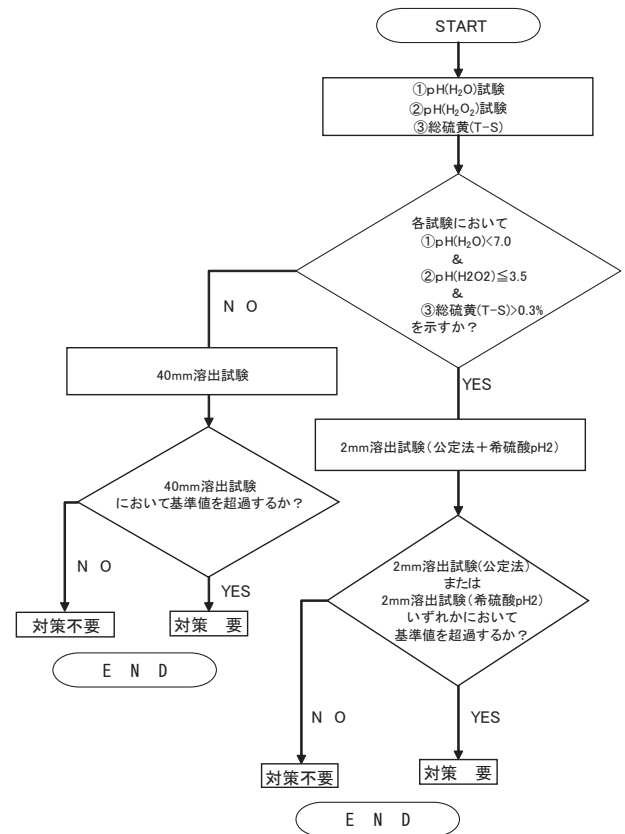 START
①pH(H₂O)試験
②pH(H₂O₂)試験
③総硫黄(T-S)
各試験において
①pH(H₂O)<7.0
&
②pH(H2O2)≦3.5
&
③総硫黄(T-S)>0.3%
を示すか？
N O
YES
40mm溶出試験
2mm溶出試験(公定法＋希硫酸pH2)
40mm溶出試験
において基準値を超過するか？
N O
YES
対策不要
対策 要
E N D
2mm溶出試験(公定法)
または
2mm溶出試験(希硫酸pH2)
いずれかにおいて
基準値を超過するか？
N O
YES
対策不要
対策 要
E N D